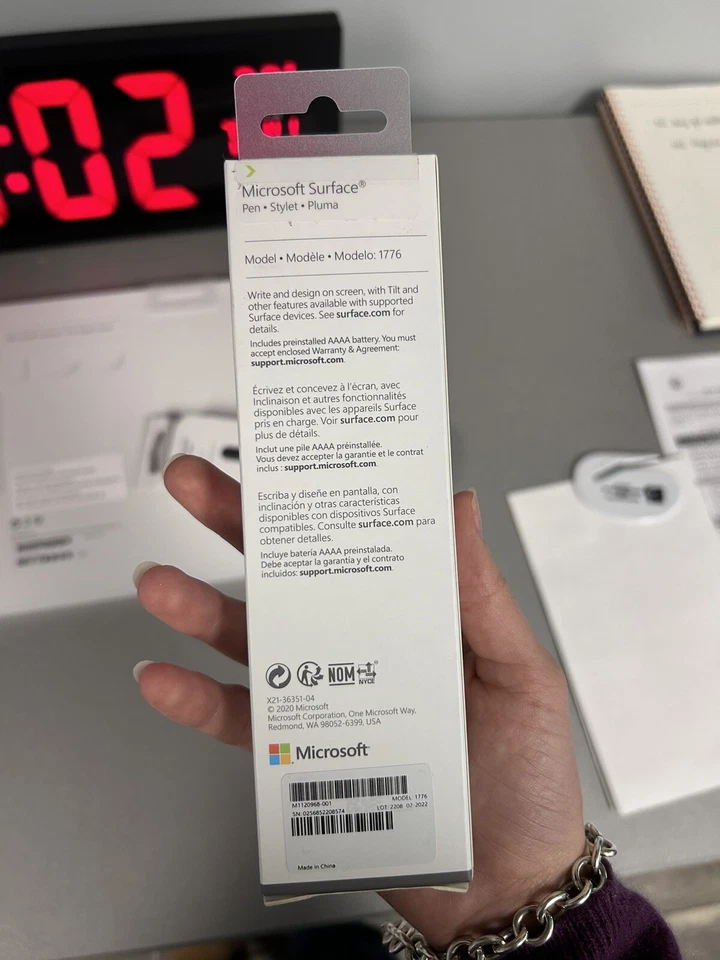 :02
Microsoft Surface®
Pen • Stylet • Pluma
Model • Modèle • Modelo: 1776
Write and design on screen, with Tilt and
other features available with supported
Surface devices. See surface.com for
details.
Includes preinstalled AAAA battery. You must
accept enclosed Warranty & Agreement:
support.microsoft.com.
Écrivez et concevez à l'écran, avec
Inclinaison et autres fonctionnalités
disponibles avec les appareils Surface
pris en charge. Voir surface.com pour
plus de détails.
Inclut une pile AAAA préinstallée.
Vous devez accepter la garantie et le contrat
inclus : support.microsoft.com.
Escriba y diseñe en pantalla, con
inclinación y otras características
disponibles con dispositivos Surface
compatibles. Consulte surface.com para
obtener detalles.
Incluye batería AAAA preinstalada.
Debe aceptar la garantía y el contrato
incluidos: support.microsoft.com.
NOM NYCE
X21-36351-04
© 2020 Microsoft
Microsoft Corporation, One Microsoft Way,
Redmond, WA 98052-6399, USA
Microsoft
M1120968-001 MODEL: 1776
SN: 0256852208574 LOT: 2208 02-2022
Made in China